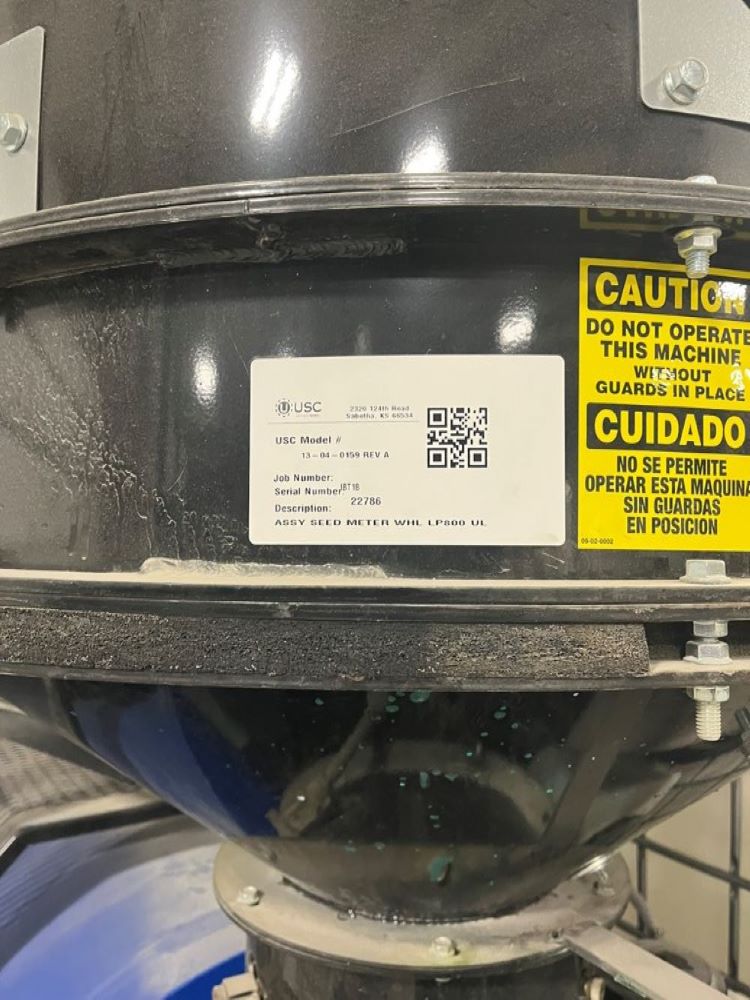 CAUTION
DO NOT OPERATE
THIS MACHINE
WITHOUT
GUARDS IN PLACE
CUIDADO
NO SE PERMITE
OPERAR ESTA MAQUINA
SIN GUARDAS
EN POSICION
09-02-0002
USC
2320 124th Road
Sabetha, KS 66534
USC Model #
13-04-0159 REV A
Job Number:
JBT1B
Serial Number:
22786
Description:
ASSY SEED METER WHL LP800 UL